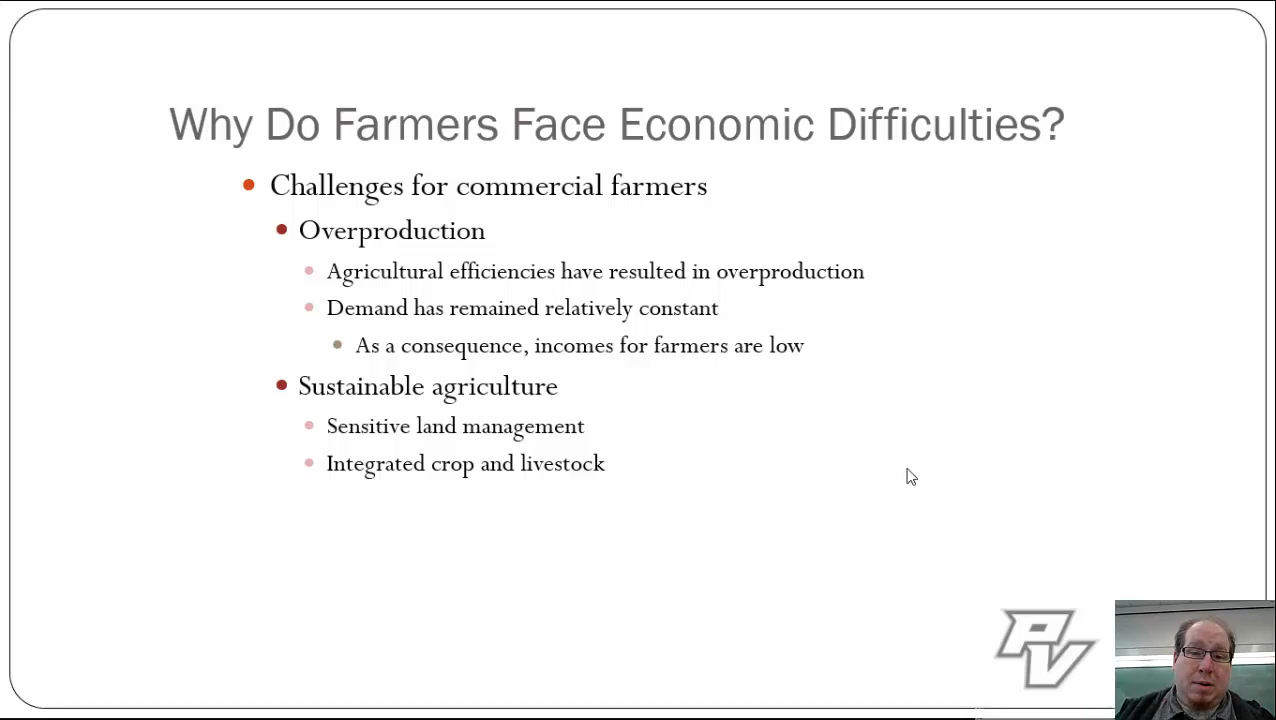 Why Do Farmers Face Economic Difficulties?
Challenges for commercial farmers
Overproduction
Agricultural efficiencies have resulted in overproduction
Demand has remained relatively constant
As a consequence, incomes for farmers are low
Sustainable agriculture
Sensitive land management
Integrated crop and livestock
PV